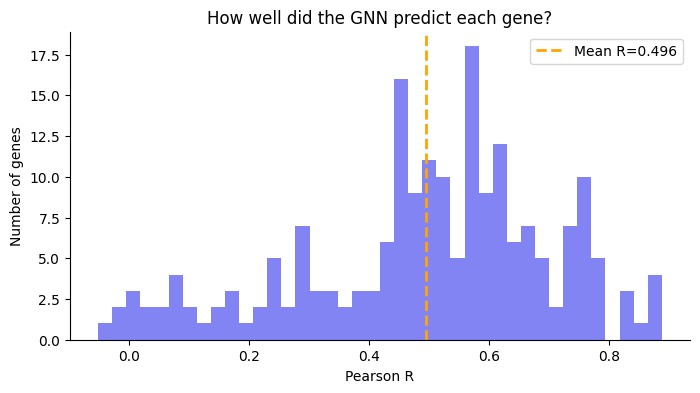 How well did the GNN predict each gene?
Mean R=0.496
Number of genes
17.5
15.0
12.5
10.0
7.5
5.0
2.5
0.0
0.0 0.2 0.4 0.6 0.8
Pearson R